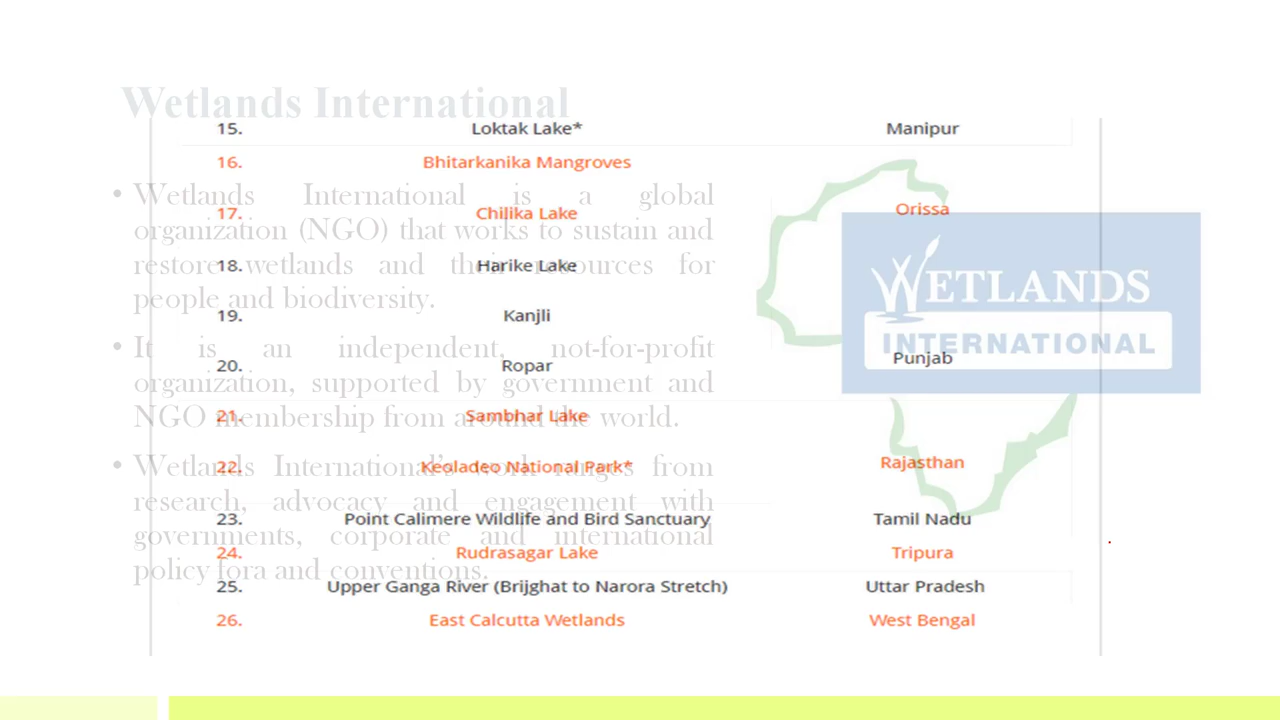 Wetlands International
15. Loktak Lake* Manipur
16. Bhitarkanika Mangroves
17. Chilika Lake Orissa
18. Harike Lake
19. Kanjli
20. Ropar Punjab
21. Sambhar Lake
22. Keoladeo National Park* Rajasthan
23. Point Calimere Wildlife and Bird Sanctuary Tamil Nadu
24. Rudrasagar Lake Tripura
25. Upper Ganga River (Brijghat to Narora Stretch) Uttar Pradesh
26. East Calcutta Wetlands West Bengal
• Wetlands International is a global
organization (NGO) that works to sustain and
restore wetlands and their resources for
people and biodiversity.
• It is an independent, not-for-profit
organization, supported by government and
NGO membership from around the world.
• Wetlands International's work ranges from
research, advocacy and engagement with
governments, corporate and international
policy fora and conventions.
WETLANDS
INTERNATIONAL